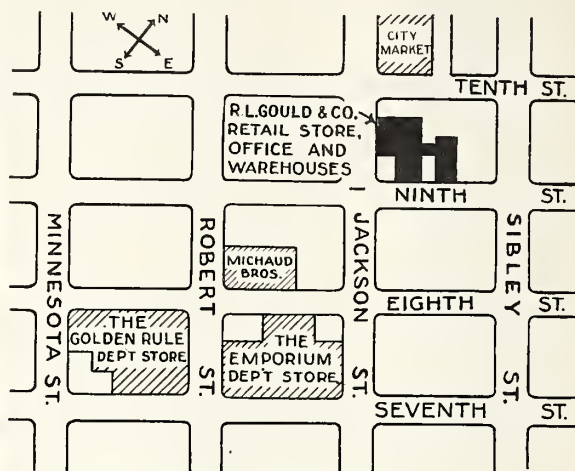 W N
S E
CITY
MARKET
TENTH ST.
R.L.GOULD & CO.
RETAIL STORE,
OFFICE AND
WAREHOUSES
NINTH ST.
MINNESOTA ST.
ROBERT ST.
JACKSON ST.
SIBLEY ST.
MICHAUD
BROS.
EIGHTH ST.
THE
GOLDEN RULE
DEPT STORE
THE
EMPORIUM
DEP'T STORE
SEVENTH ST.